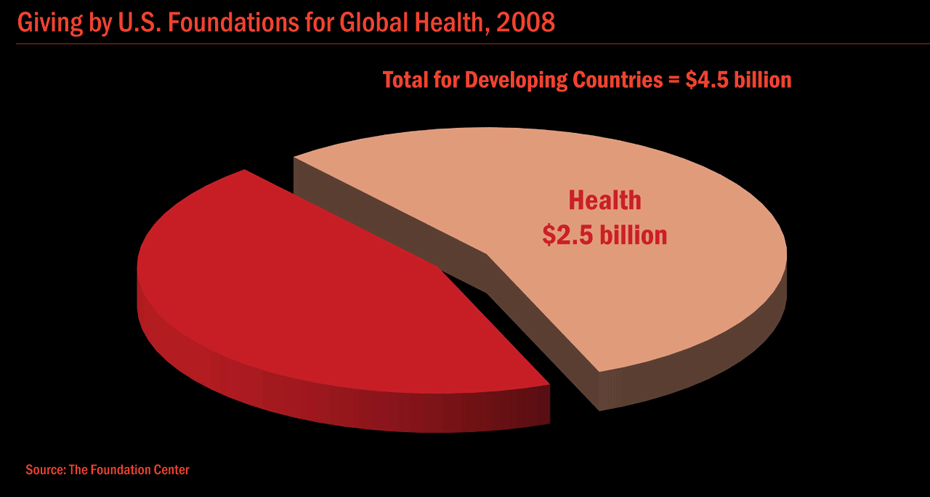 Giving by U.S. Foundations for Global Health, 2008
Total for Developing Countries = $4.5 billion
Health
$2.5 billion
Source: The Foundation Center